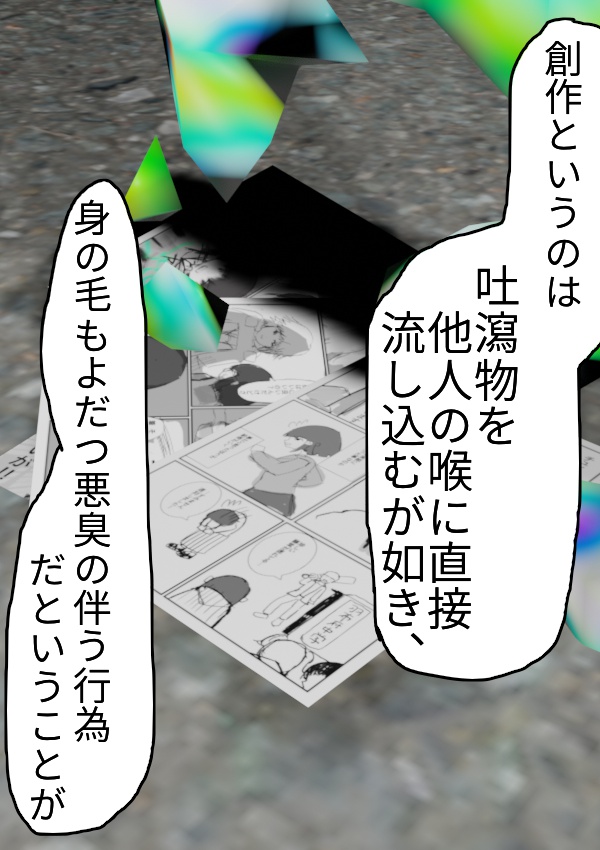 創作というのは
吐瀉物を
他人の喉に直接
流し込むが如き、
身の毛もよだつ悪臭の伴う行為
だということが